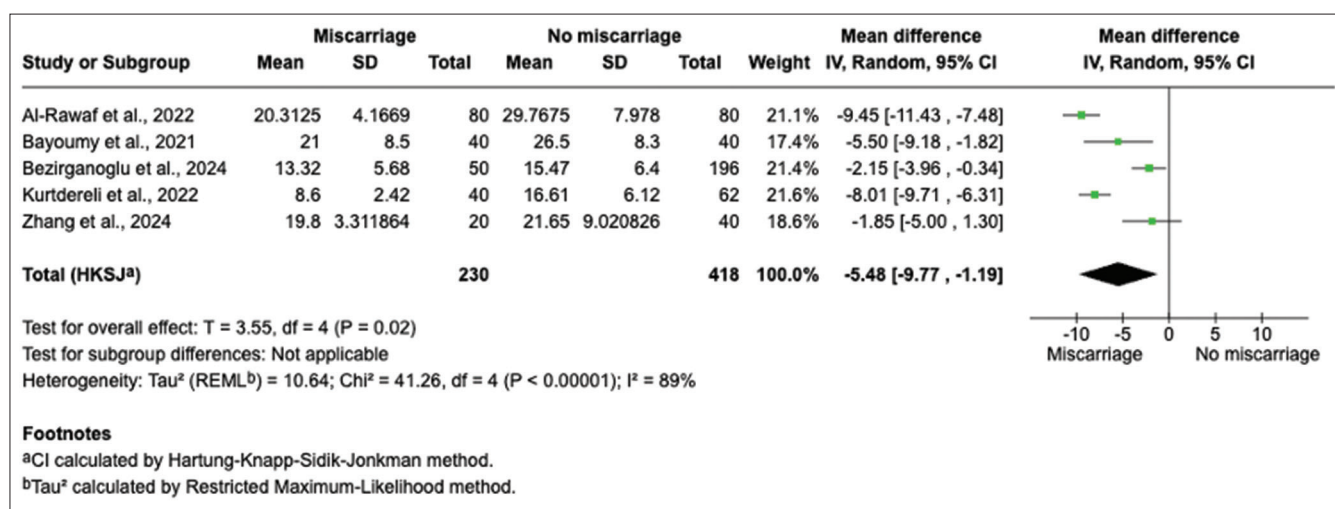 Miscarriage No miscarriage Mean difference Mean difference
Study or Subgroup Mean SD Total Mean SD Total Weight IV, Random, 95% CI IV, Random, 95% CI
Al-Rawaf et al., 2022 20.3125 4.1669 80 29.7675 7.978 80 21.1% -9.45 [-11.43 , -7.48]
Bayoumy et al., 2021 21 8.5 40 26.5 8.3 40 17.4% -5.50 [-9.18 , -1.82]
Bezirganoglu et al., 2024 13.32 5.68 50 15.47 6.4 196 21.4% -2.15 [-3.96 , -0.34]
Kurtdereli et al., 2022 8.6 2.42 40 16.61 6.12 62 21.6% -8.01 [-9.71 , -6.31]
Zhang et al., 2024 19.8 3.311864 20 21.65 9.020826 40 18.6% -1.85 [-5.00 , 1.30]
Total (HKSJᵃ) 230 418 100.0% -5.48 [-9.77 , -1.19]
Test for overall effect: T = 3.55, df = 4 (P = 0.02)
Test for subgroup differences: Not applicable
Heterogeneity: Tau² (REMLᵇ) = 10.64; Chi² = 41.26, df = 4 (P < 0.00001); I² = 89%
-10 -5 0 5 10
Miscarriage No miscarriage
Footnotes
ᵃCI calculated by Hartung-Knapp-Sidik-Jonkman method.
ᵇTau² calculated by Restricted Maximum-Likelihood method.